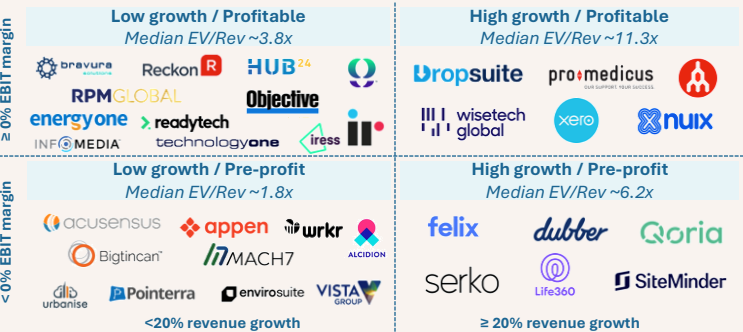 Low growth / Profitable
Median EV/Rev ~3.8x
High growth / Profitable
Median EV/Rev ~11.3x
≥ 0% EBIT margin
bravura
solutions
Reckon R
HUB24
RPMGLOBAL
Objective
energyone
readytech
INFOMEDIA
technologyone
iress
Dropsuite
pro medicus
OUR SUPPORT. YOUR SUCCESS.
wisetech
global
xero
nuix
Low growth / Pre-profit
Median EV/Rev ~1.8x
High growth / Pre-profit
Median EV/Rev ~6.2x
< 0% EBIT margin
acusensus
appen
wrkr
ALCIDION
Bigtincan
MACH7
urbanise
Pointerra
envirosuite
VISTA
GROUP
felix
dubber
Qoria
serko
Life360
SiteMinder
<20% revenue growth
≥ 20% revenue growth